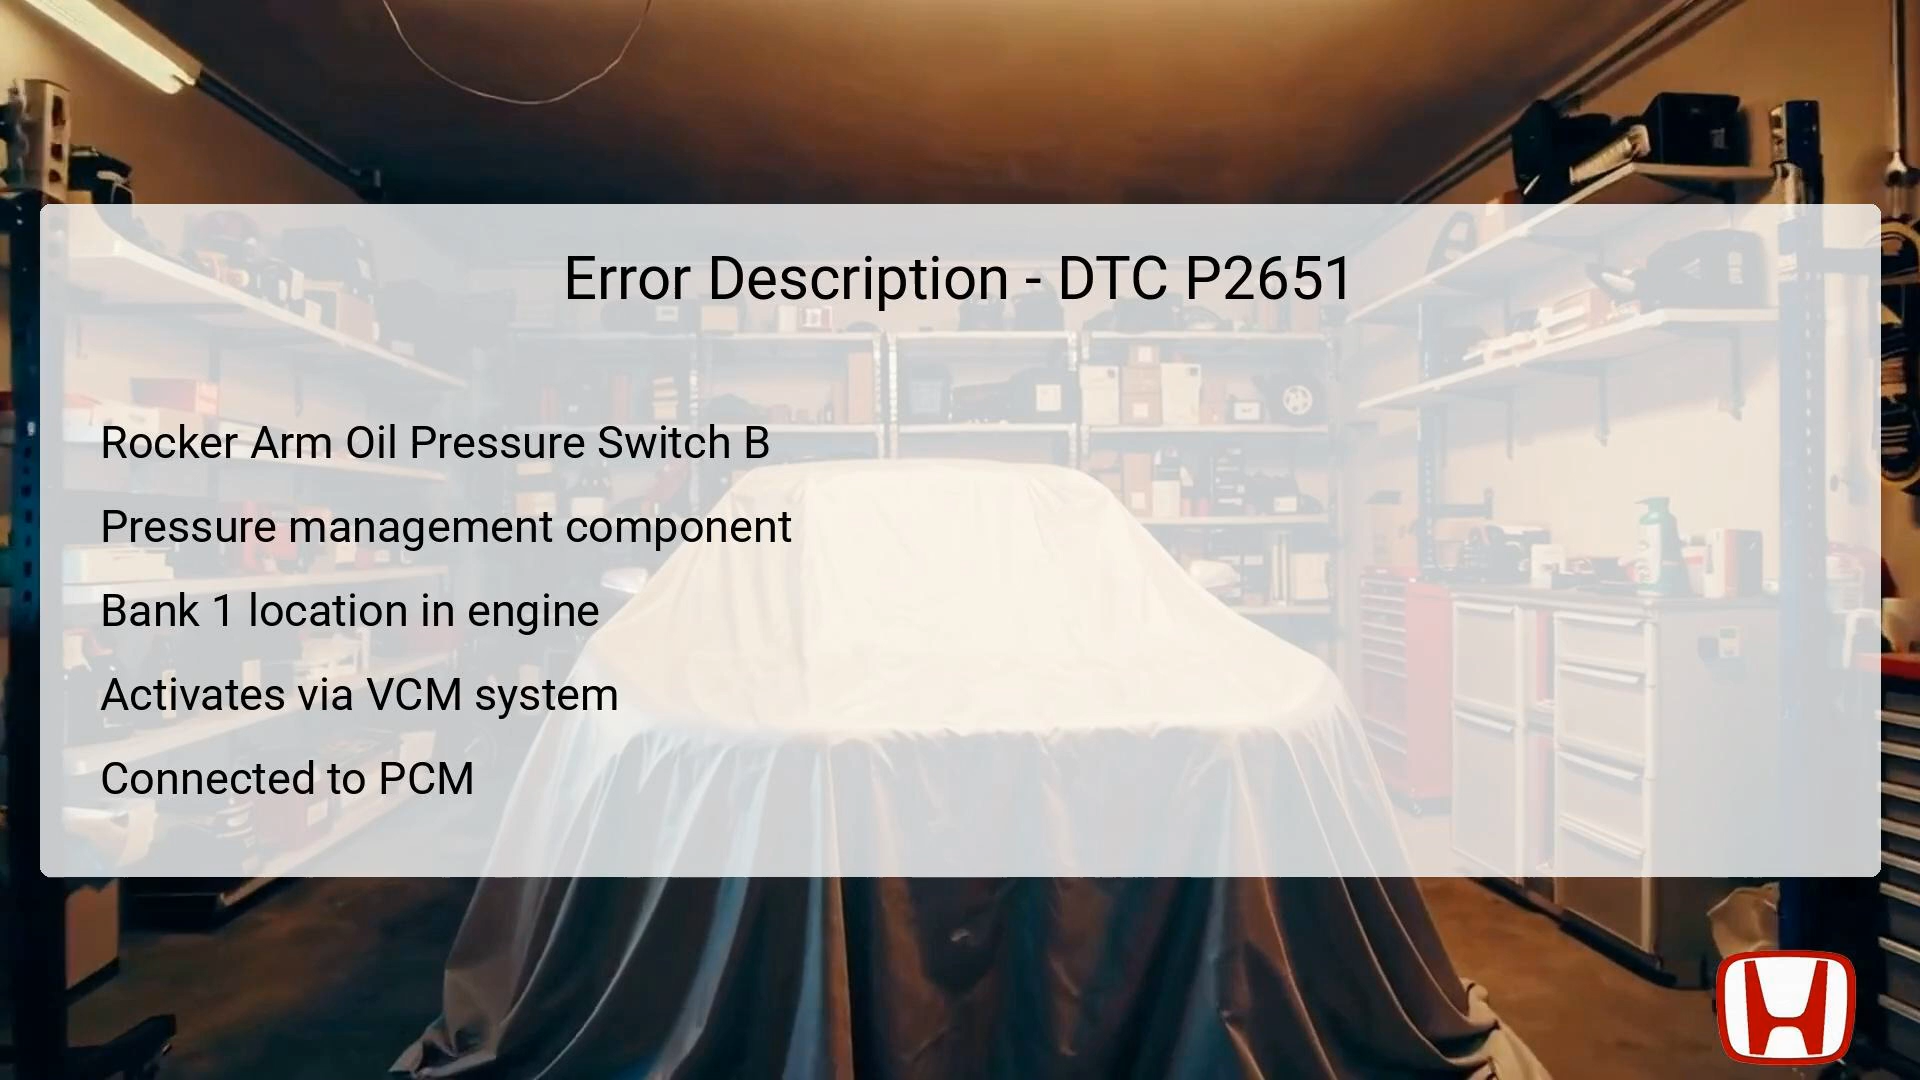 Error Description - DTC P2651
Rocker Arm Oil Pressure Switch B
Pressure management component
Bank 1 location in engine
Activates via VCM system
Connected to PCM